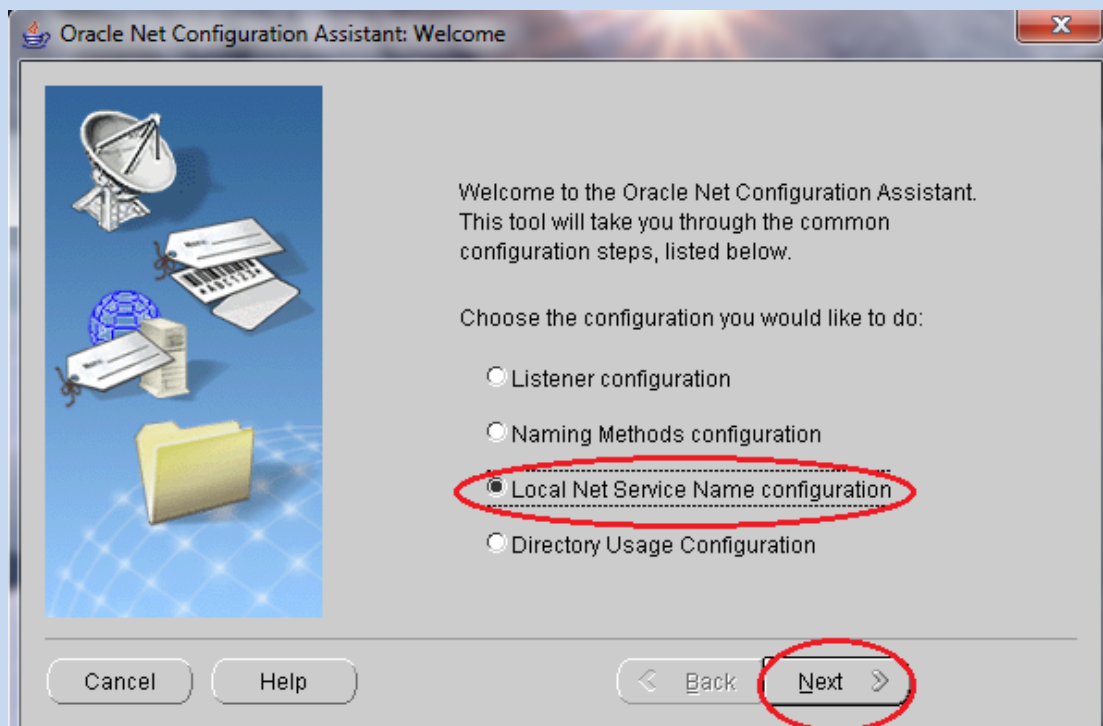 Oracle Net Configuration Assistant: Welcome
Welcome to the Oracle Net Configuration Assistant.
This tool will take you through the common
configuration steps, listed below.
Choose the configuration you would like to do:
Listener configuration
Naming Methods configuration
Local Net Service Name configuration
Directory Usage Configuration
Cancel
Help
Back
Next